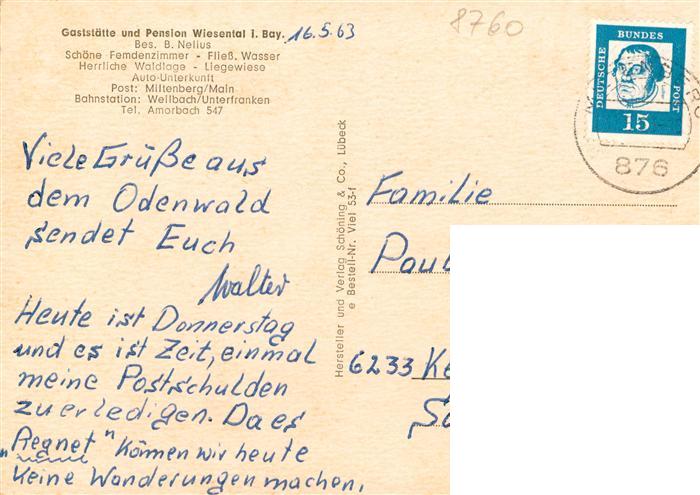 Gaststätte und Pension Wiesental i. Bay.
Bes. B. Nelius
Schöne Femdenzimmer - Fließ. Wasser
Herrliche Waldlage - Liegewiese
Auto-Unterkunft
Post: Miltenberg/Main
Bahnstation: Weilbach/Unterfranken
Tel. Amorbach 547
16.5.63
8760
DEUTSCHE BUNDES POST
15
876
Viele Grüße aus
dem Odenwald
sendet Euch
Walter
Heute ist Donnerstag
und es ist Zeit, einmal
meine Postschulden
zu erledigen. Da es
"Regnet" können wir heute
keine Wanderungen machen.
Hersteller und Verlag Schöning & Co., Lübeck
e Bestell-Nr. Viel 53-f
Familie
6233